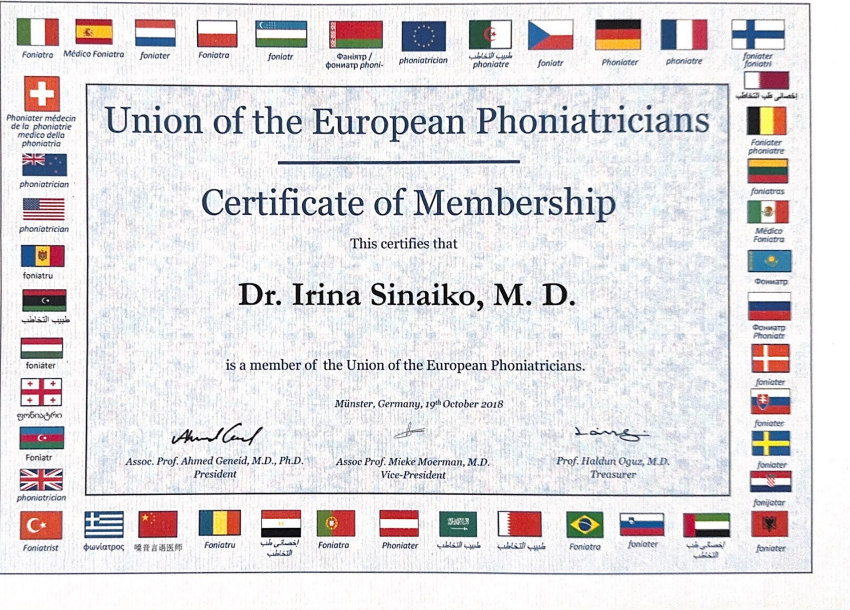 Foniatra
Médico Foniatra
foniater
Foniatra
foniatr
Фаніятр /
фониатр phoni-
phoniatrician
طبيب التخاطب
phoniatre
foniatr
Phoniater
phoniatre
foniater
foniatri
Phoniater médecin
de la phoniatrie
medico della
phoniatria
phoniatrician
phoniatrician
foniatru
طبيب التخاطب
foniáter
ფონიატრი
Foniatr
phoniatrician
Union of the European Phoniatricians
Certificate of Membership
This certifies that
Dr. Irina Sinaiko, M. D.
is a member of the Union of the European Phoniatricians.
Münster, Germany, 19th October 2018
Assoc. Prof. Ahmed Geneid, M.D., Ph.D.
President
Assoc Prof. Mieke Moerman, M.D.
Vice-President
Prof. Haldun Oguz, M.D.
Treasurer
إخصائى طب التخاطب
Foniater
phoniatre
foniatras
Médico
Foniatra
Фониатр
Фониатр
Phoniatr
foniater
foniater
foniater
fonijatar
foniater
Foniatrist
φωνίατρος
嗓音言语医师
Foniatru
إخصائى طب
التخاطب
Foniatra
Phoniater
طبيب التخاطب
طبيب التخاطب
Foniatra
foniater
إخصائى طب
التخاطب